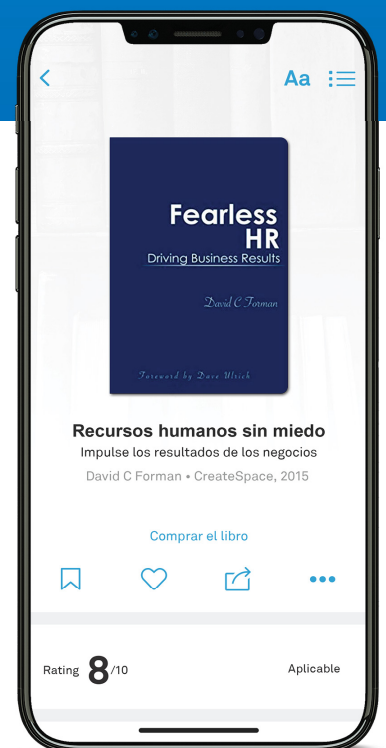 Aa
Fearless
HR
Driving Business Results
David C Forman
Foreword by Dave Ulrich
Recursos humanos sin miedo
Impulse los resultados de los negocios
David C Forman • CreateSpace, 2015
Comprar el libro
Rating 8/10
Aplicable